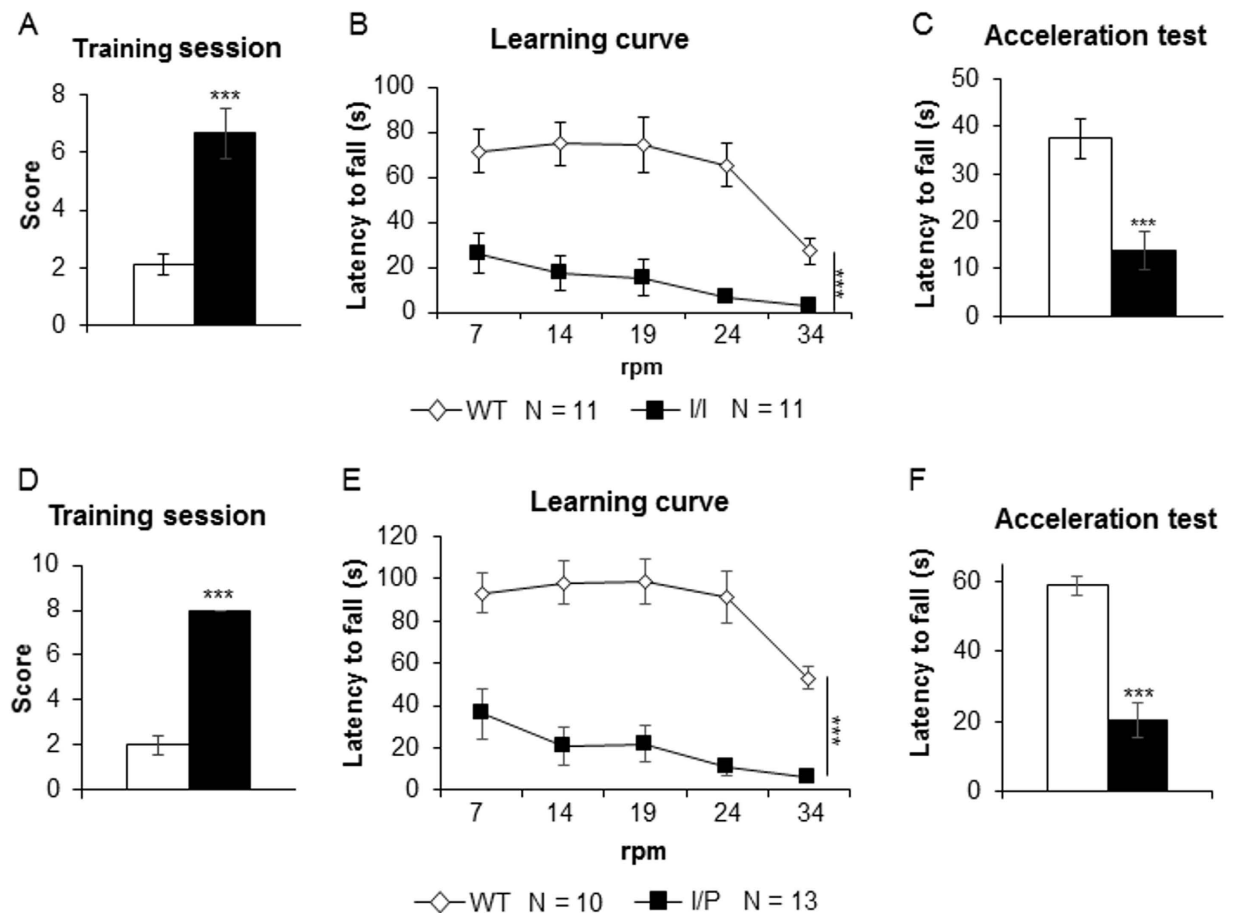 A
Training session
Score
8
6
4
2
0
***
B
Learning curve
Latency to fall (s)
100
80
60
40
20
0
***
7 14 19 24 34
rpm
WT N = 11 I/I N = 11
C
Acceleration test
Latency to fall (s)
50
40
30
20
10
0
***
D
Training session
Score
10
8
6
4
2
0
***
E
Learning curve
Latency to fall (s)
120
100
80
60
40
20
0
***
7 14 19 24 34
rpm
WT N = 10 I/P N = 13
F
Acceleration test
Latency to fall (s)
60
40
20
0
***